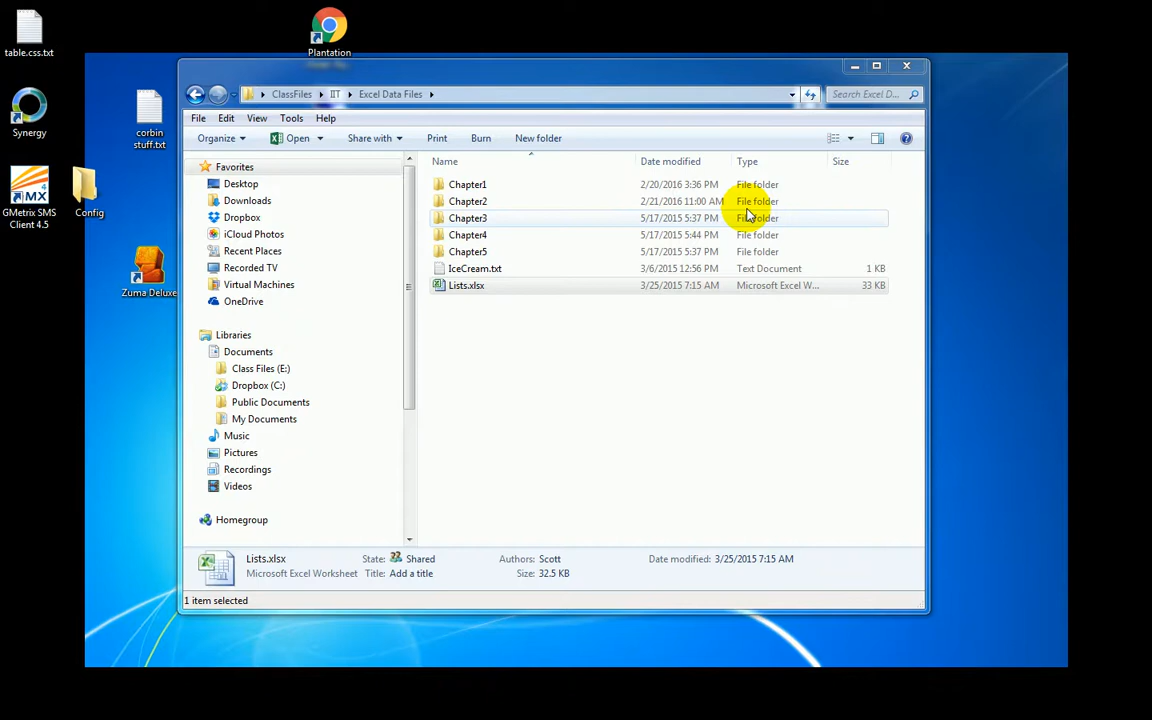 table.css.txt
Synergy
GMetrix SMS
Client 4.5
Config
corbin
stuff.txt
Zuma Deluxe
Plantation
ClassFiles IIT Excel Data Files
Search Excel D...
File Edit View Tools Help
Organize Open Share with Print Burn New folder
Name Date modified Type Size
Chapter1 2/20/2016 3:36 PM File folder
Chapter2 2/21/2016 11:00 AM File folder
Chapter3 5/17/2015 5:37 PM File folder
Chapter4 5/17/2015 5:44 PM File folder
Chapter5 5/17/2015 5:37 PM File folder
IceCream.txt 3/6/2015 12:56 PM Text Document 1 KB
Lists.xlsx 3/25/2015 7:15 AM Microsoft Excel W... 33 KB
Favorites
Desktop
Downloads
Dropbox
iCloud Photos
Recent Places
Recorded TV
Virtual Machines
OneDrive
Libraries
Documents
Class Files (E:)
Dropbox (C:)
Public Documents
My Documents
Music
Pictures
Recordings
Videos
Homegroup
Lists.xlsx State: Shared Authors: Scott Date modified: 3/25/2015 7:15 AM
Microsoft Excel Worksheet Title: Add a title Size: 32.5 KB
1 item selected